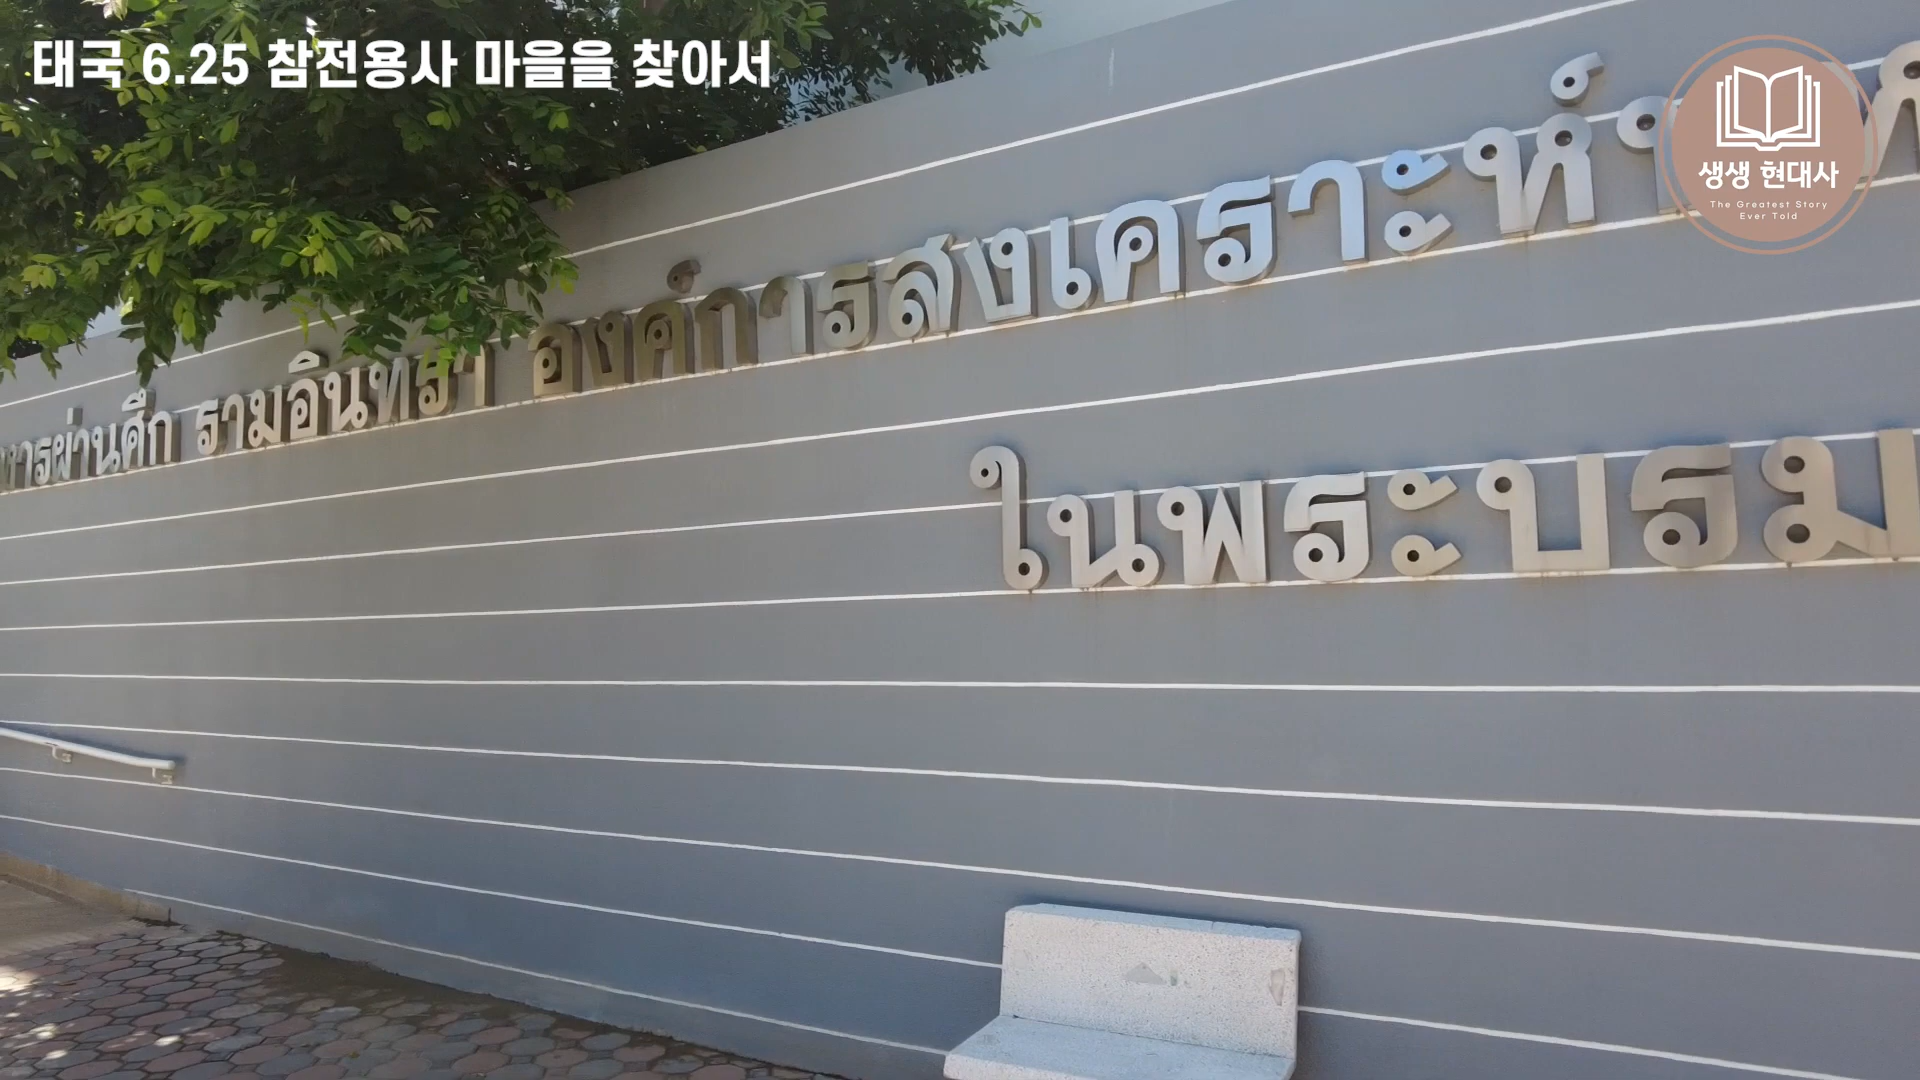 태국 6.25 참전용사 마을을 찾아서
생생 현대사
The Greatest Story
Ever Told
หารผ่านศึก รามอินทรา องค์การสงเคราะห์
ในพระบรม